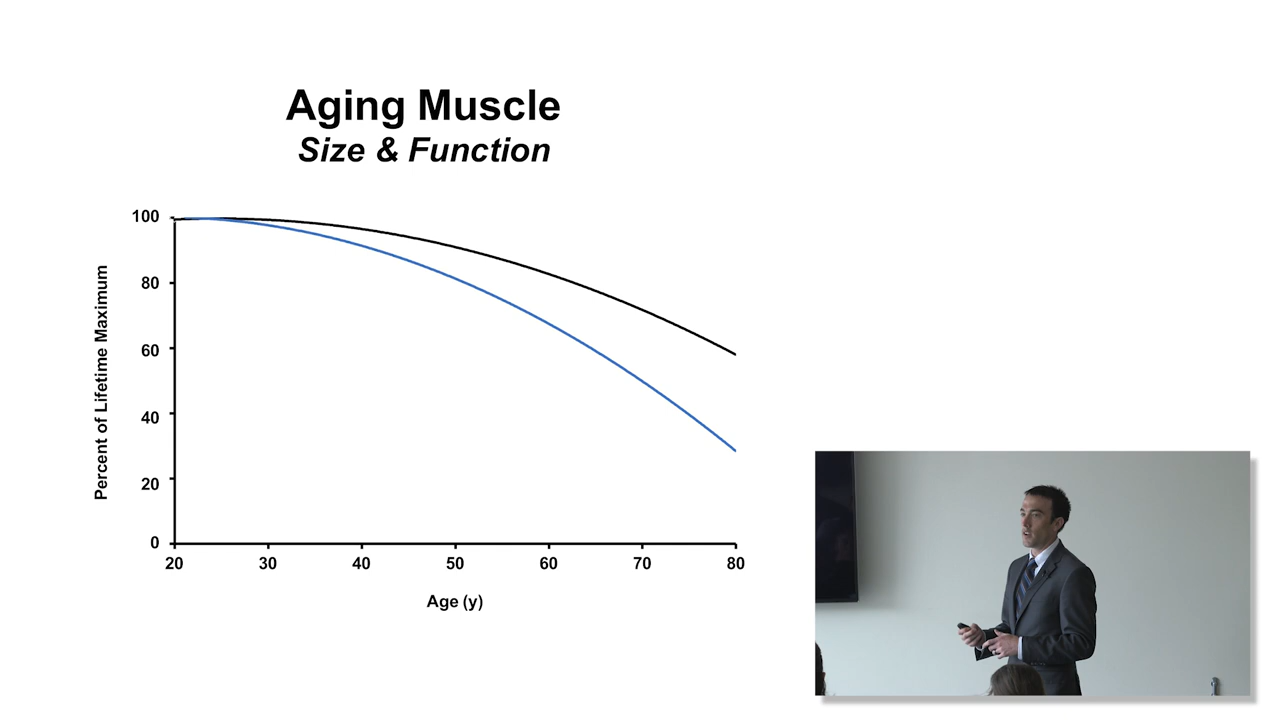 Aging Muscle
Size & Function
Percent of Lifetime Maximum
100
80
60
40
20
0
20 30 40 50 60 70 80
Age (y)